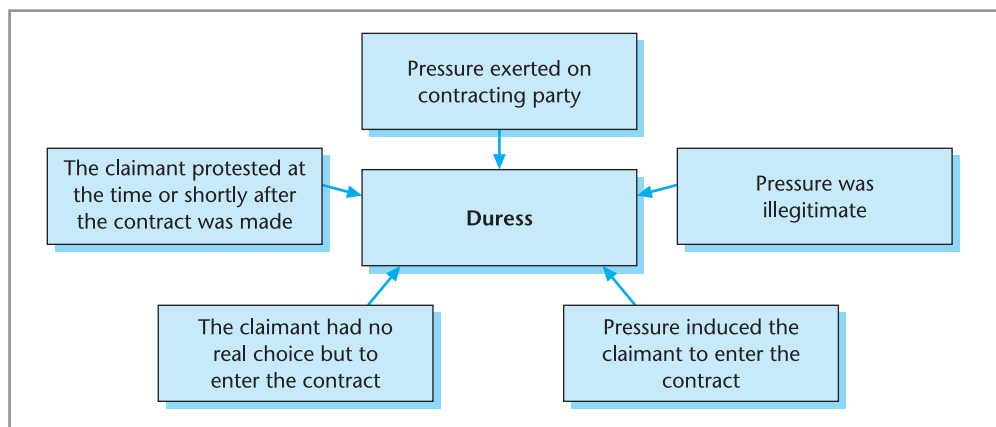 Pressure exerted on
contracting party
The claimant protested at
the time or shortly after
the contract was made
Duress
Pressure was
illegitimate
The claimant had no
real choice but to
enter the contract
Pressure induced the
claimant to enter the
contract